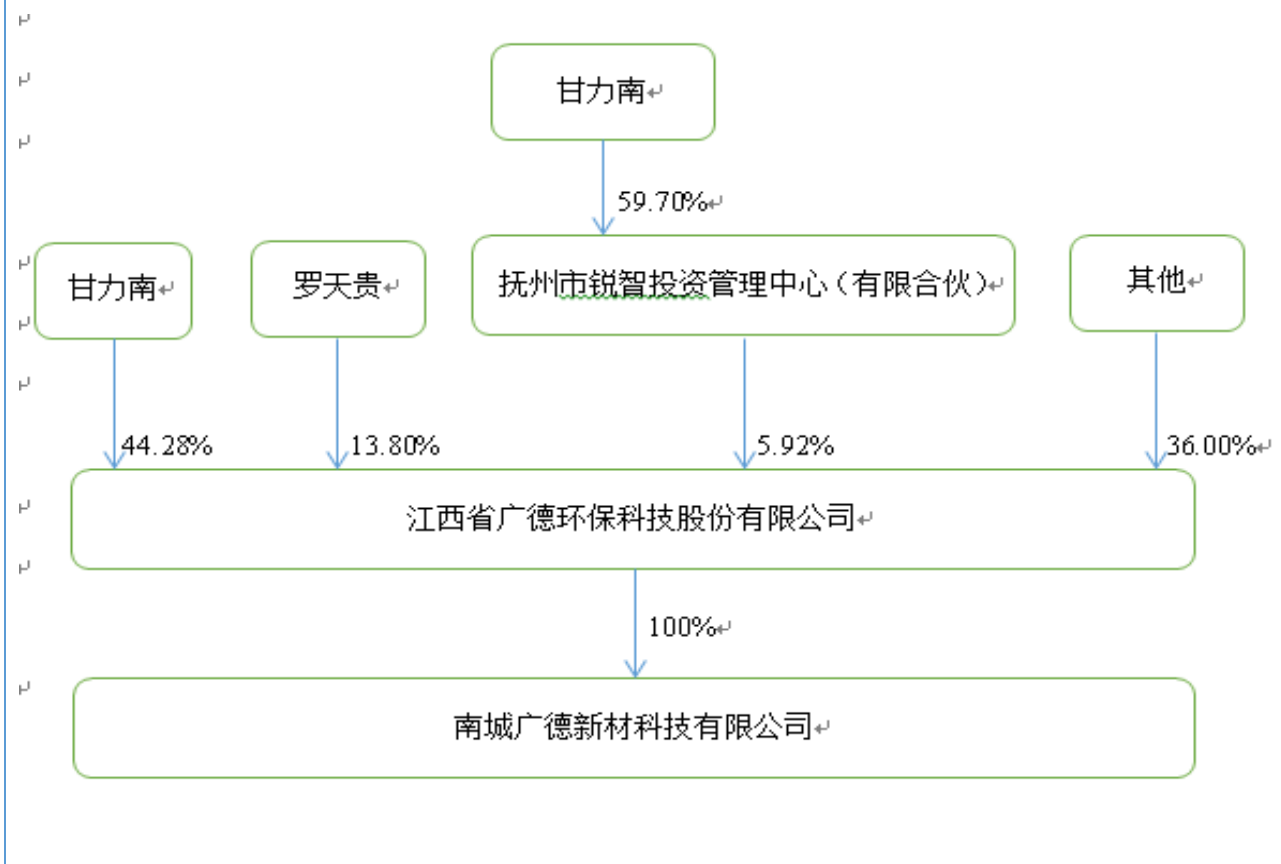 甘力南
59.70%
甘力南
罗天贵
抚州市锐智投资管理中心（有限合伙）
其他
44.28%
13.80%
5.92%
36.00%
江西省广德环保科技股份有限公司
100%
南城广德新材科技有限公司